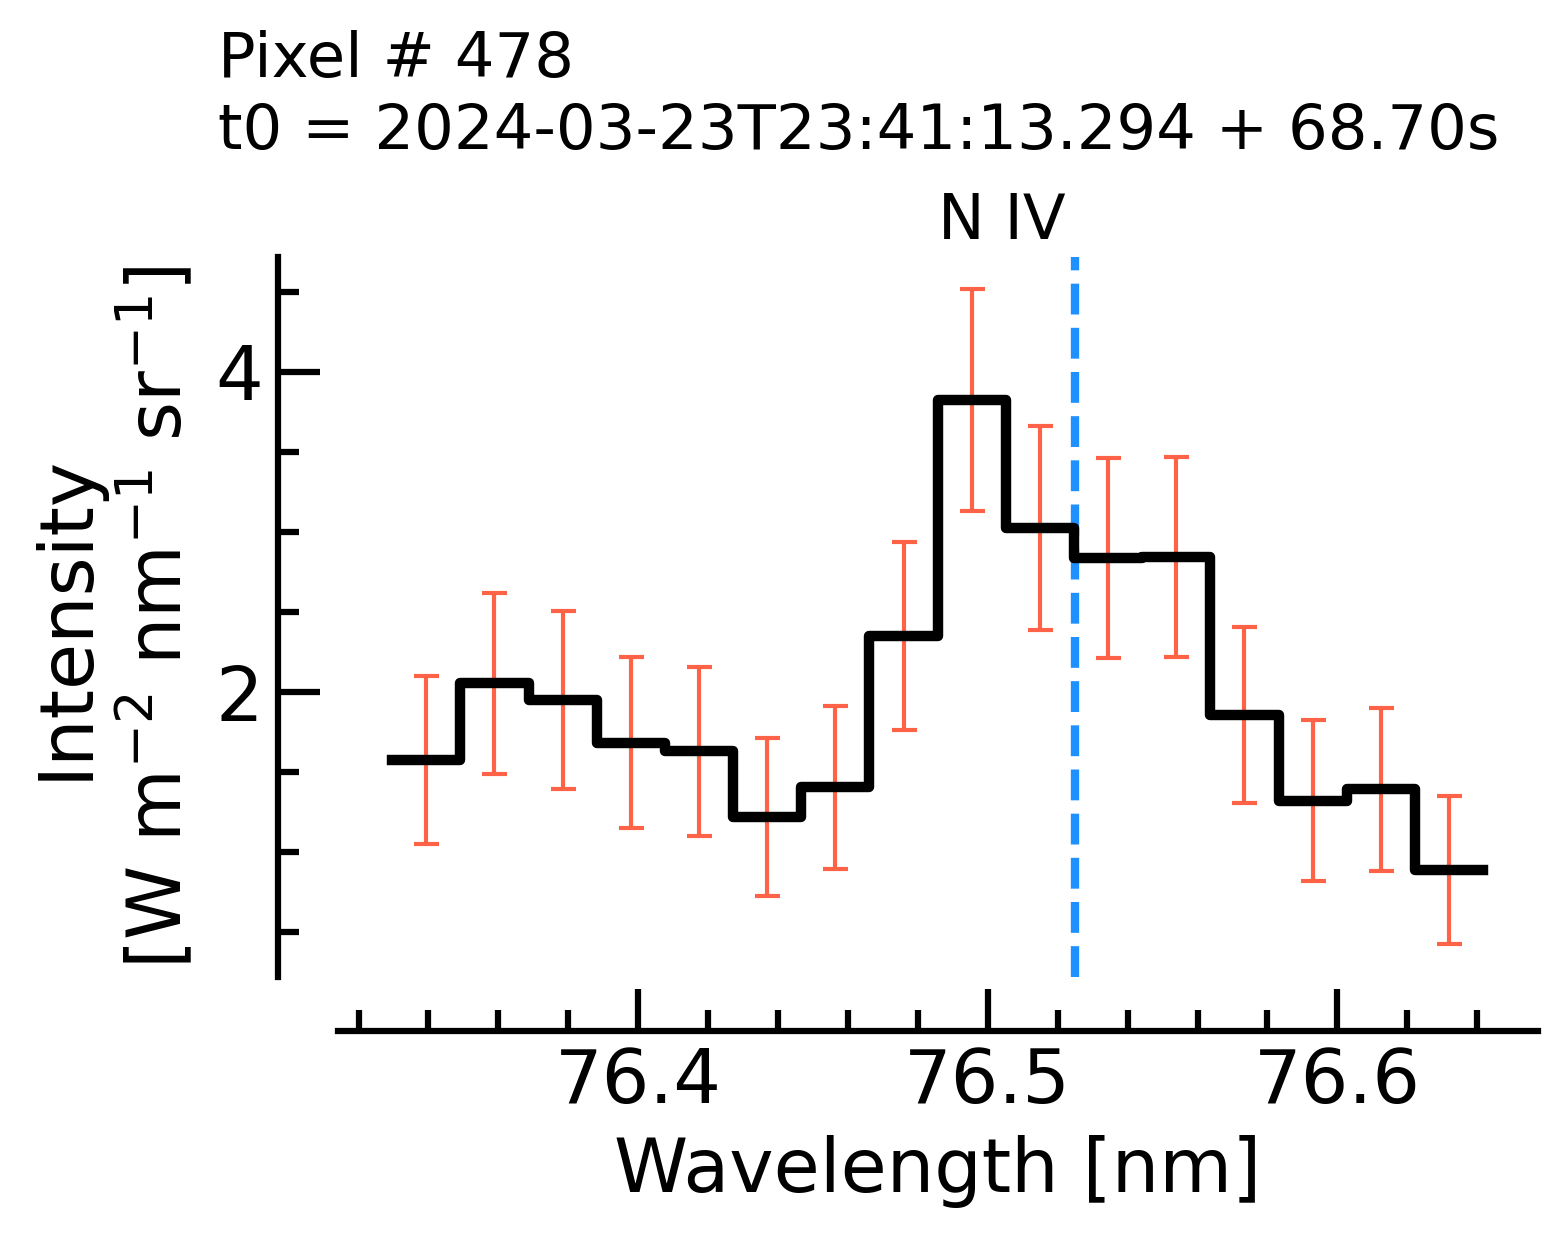 Pixel # 478
t0 = 2024-03-23T23:41:13.294 + 68.70s
N IV
Intensity
[W m⁻² nm⁻¹ sr⁻¹]
4
2
76.4 76.5 76.6
Wavelength [nm]